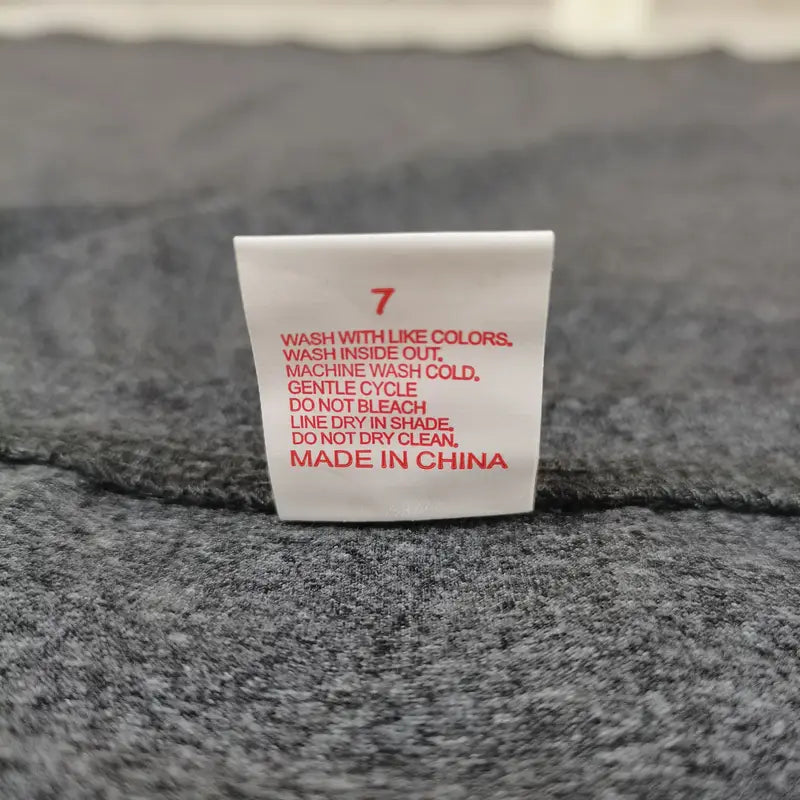 7
WASH WITH LIKE COLORS.
WASH INSIDE OUT.
MACHINE WASH COLD.
GENTLE CYCLE
DO NOT BLEACH
LINE DRY IN SHADE.
DO NOT DRY CLEAN.
MADE IN CHINA